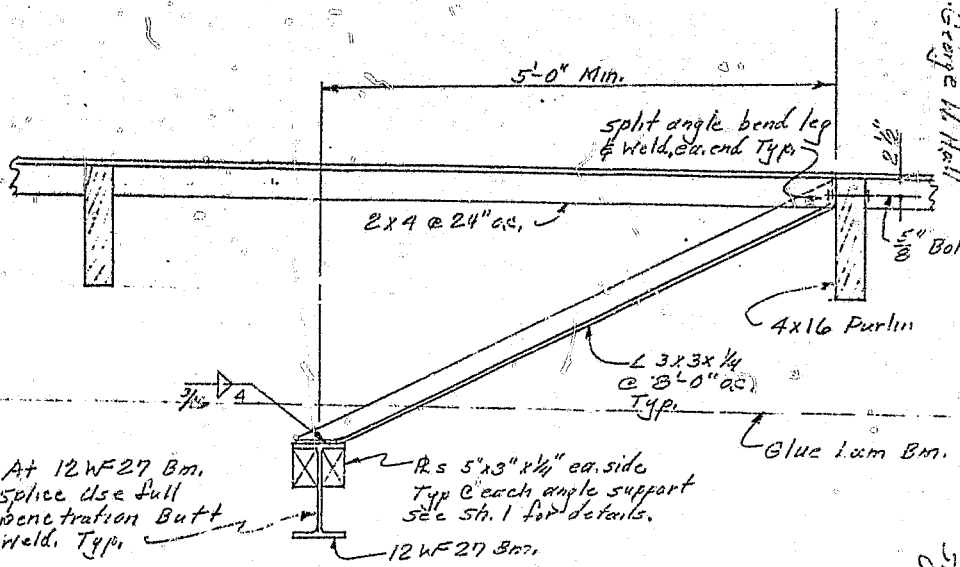 George W. Hall
5'-0" Min.
split angle bend leg
& weld, ea. end Typ.
2 1/2"
2x4 @ 24" o.c.
5/8" Bol
4x16 Purlin
L 3x3x1/4
@ 8'-0" o.c.
Typ.
3/16 4
Glue Lam Bm.
At 12WF27 Bm.
splice Use full
penetration Butt
weld. Typ.
PLs 5"x3"x1/4" ea. side
Typ @ each angle support
see sh. 1 for details.
12WF27 Bm.